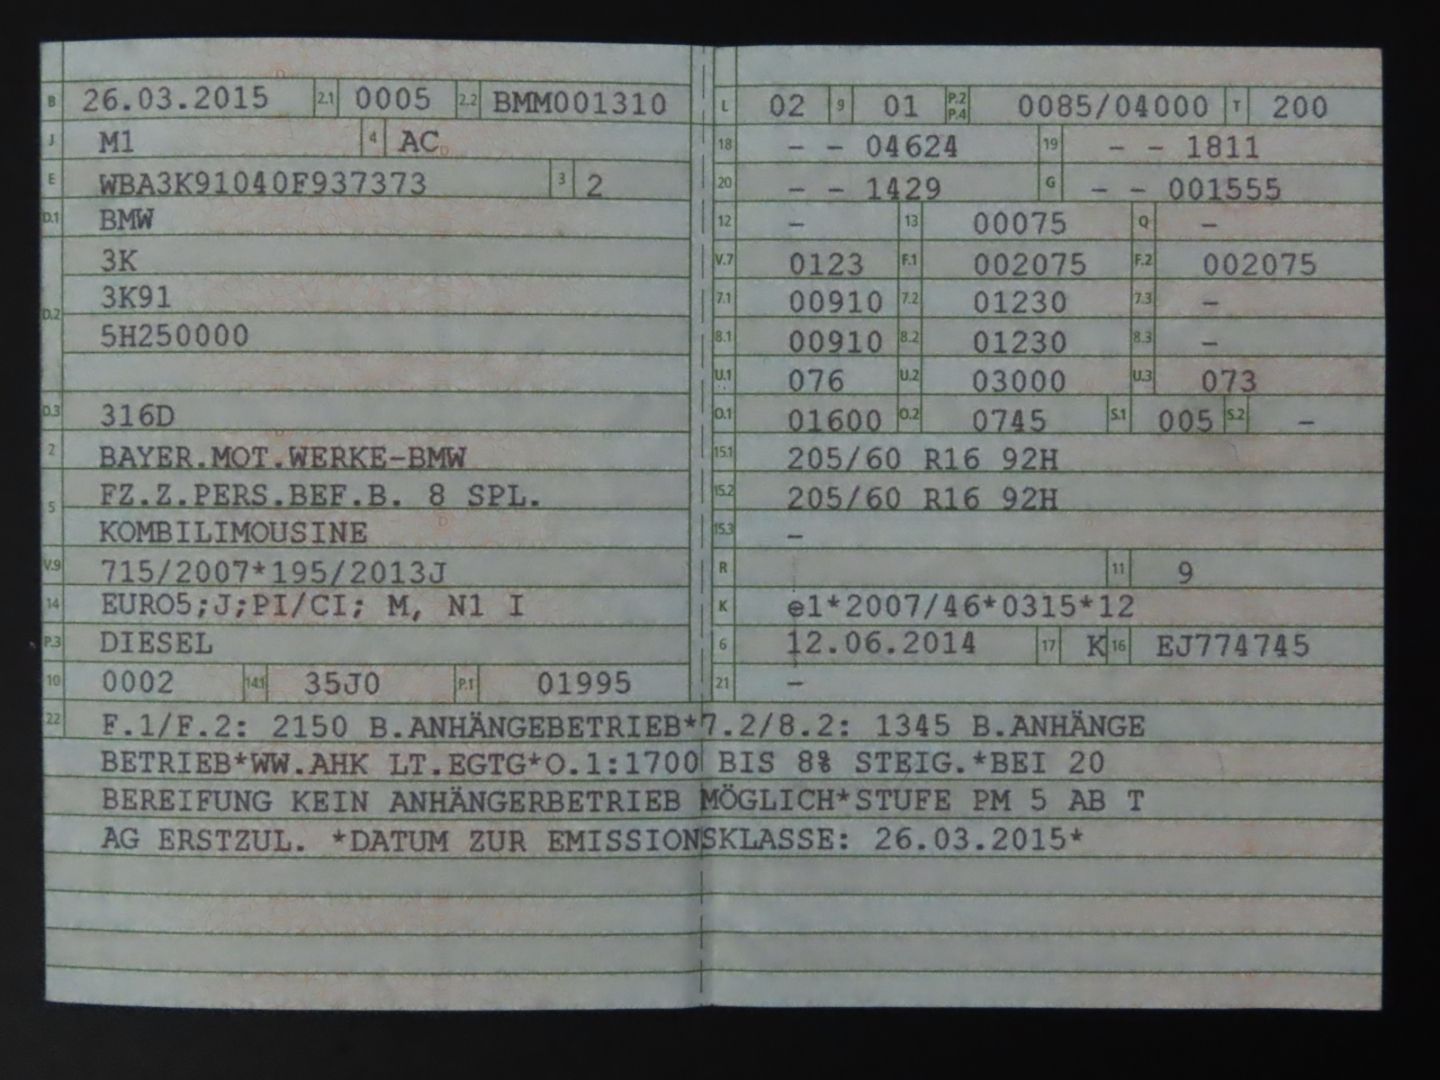 B 26.03.2015 2.1 0005 2.2 BMM001310
J M1 4 AC
E WBA3K91040F937373 3 2
D.1 BMW
3K
D.2 3K91
5H250000
D.3 316D
2 BAYER.MOT.WERKE-BMW
5 FZ.Z.PERS.BEF.B. 8 SPL.
KOMBILIMOUSINE
V.9 715/2007*195/2013J
14 EURO5;J;PI/CI; M, N1 I
P.3 DIESEL
10 0002 14.1 35J0 P.1 01995
L 02 9 01 P.2 P.4 0085/04000 T 200
18 - - 04624 19 - - 1811
20 - - 1429 G - - 001555
12 - 13 00075 Q -
V.7 0123 F.1 002075 F.2 002075
7.1 00910 7.2 01230 7.3 -
8.1 00910 8.2 01230 8.3 -
U.1 076 U.2 03000 U.3 073
O.1 01600 O.2 0745 S.1 005 S.2 -
15.1 205/60 R16 92H
15.2 205/60 R16 92H
15.3 -
R 11 9
K e1*2007/46*0315*12
6 12.06.2014 17 K 16 EJ774745
21 -
22 F.1/F.2: 2150 B.ANHÄNGEBETRIEB*7.2/8.2: 1345 B.ANHÄNGE
BETRIEB*WW.AHK LT.EGTG*O.1:1700 BIS 8% STEIG.*BEI 20
BEREIFUNG KEIN ANHÄNGERBETRIEB MÖGLICH*STUFE PM 5 AB T
AG ERSTZUL. *DATUM ZUR EMISSIONSKLASSE: 26.03.2015*